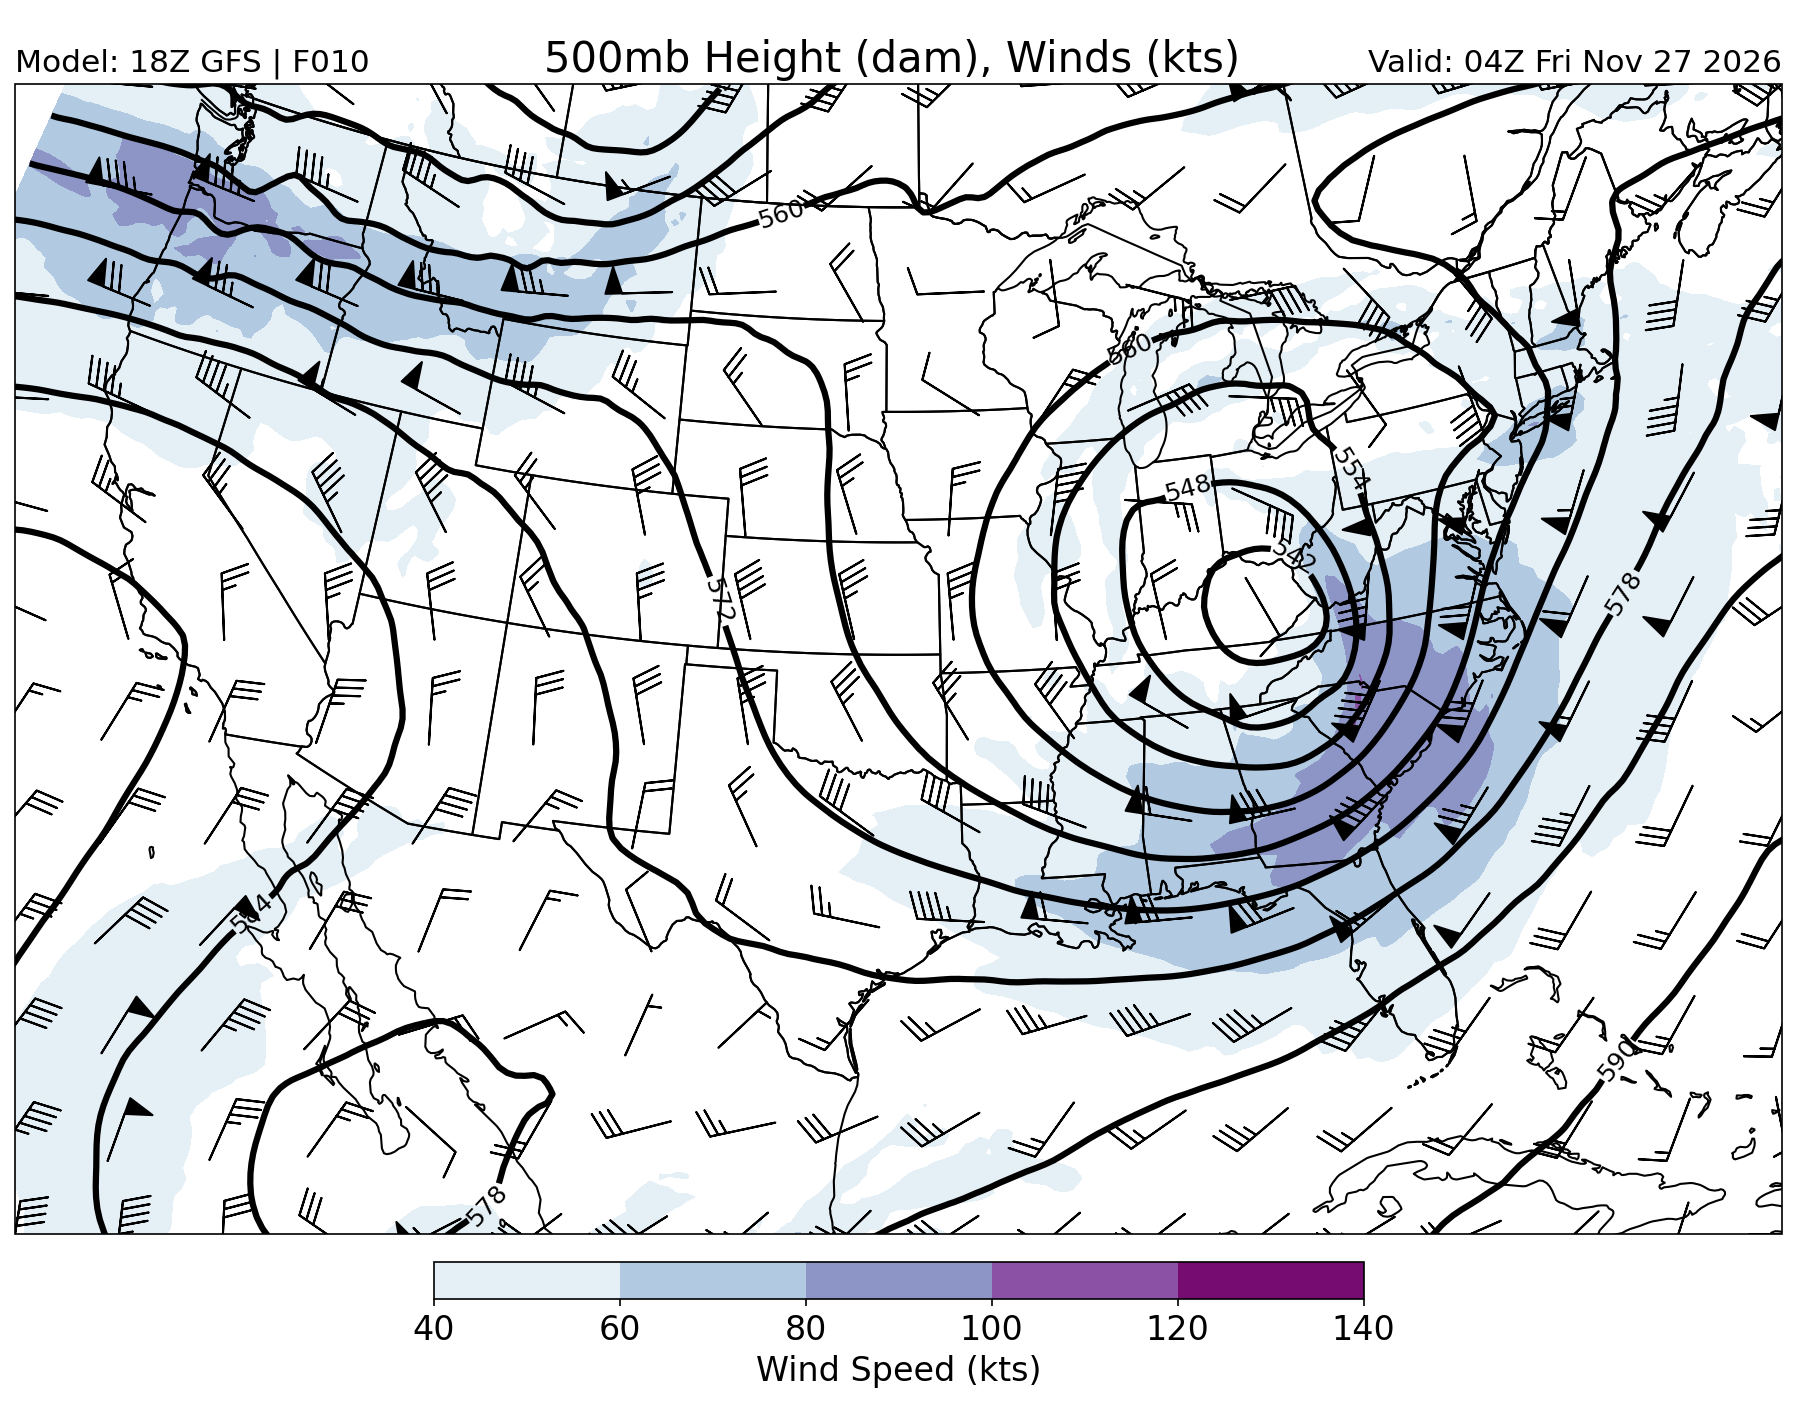 Model: 18Z GFS | F010
500mb Height (dam), Winds (kts)
Valid: 04Z Fri Nov 27 2026
560
560
554
548
542
572
578
584
590
578
40 60 80 100 120 140
Wind Speed (kts)